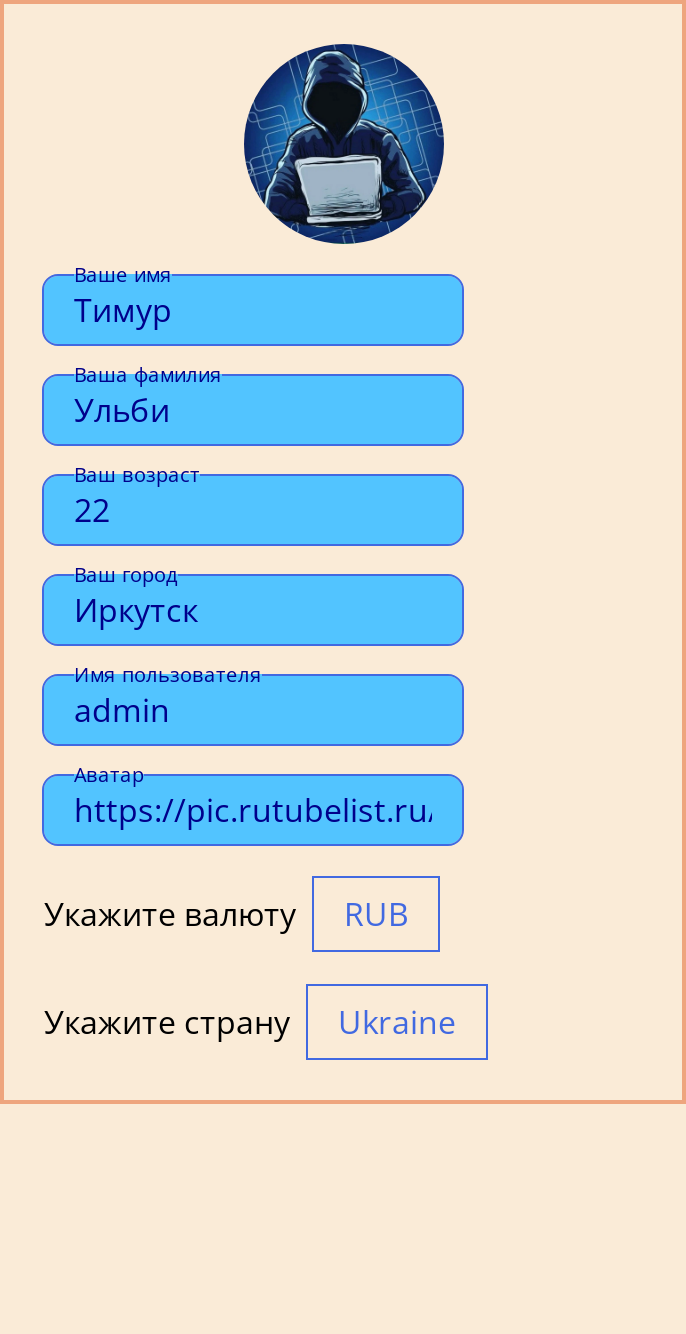 Ваше имя
Тимур
Ваша фамилия
Ульби
Ваш возраст
22
Ваш город
Иркутск
Имя пользователя
admin
Аватар
https://pic.rutubelist.ru/
Укажите валюту RUB
Укажите страну Ukraine